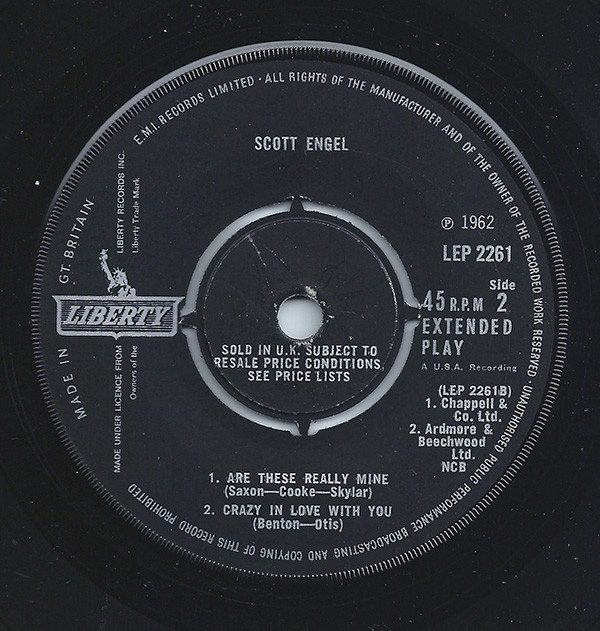 E.M.I. RECORDS LIMITED · ALL RIGHTS OF THE MANUFACTURER AND OF THE OWNER OF THE RECORDED WORK RESERVED · UNAUTHORISED PUBLIC PERFORMANCE BROADCASTING AND COPYING OF THIS RECORD PROHIBITED
MADE IN GT. BRITAIN
SCOTT ENGEL
LIBERTY RECORDS INC.
Liberty Trade Mark
LIBERTY
MADE UNDER LICENCE FROM
Owners of the
℗ 1962
LEP 2261
Side
45 R.P.M 2
EXTENDED
PLAY
A U.S.A. Recording
SOLD IN U.K. SUBJECT TO
RESALE PRICE CONDITIONS,
SEE PRICE LISTS
(LEP 2261B)
1. Chappell &
Co. Ltd.
2. Ardmore &
Beechwood
Ltd.
NCB
1. ARE THESE REALLY MINE
(Saxon—Cooke—Skylar)
2. CRAZY IN LOVE WITH YOU
(Benton—Otis)